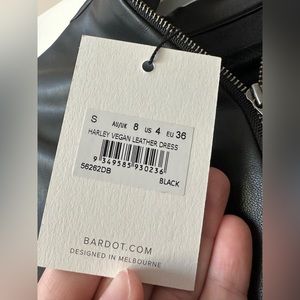 S AU/UK 8 US 4 EU 36
HARLEY VEGAN LEATHER DRESS
9 349585 930236
56262DB
BLACK
BARDOT.COM
DESIGNED IN MELBOURNE